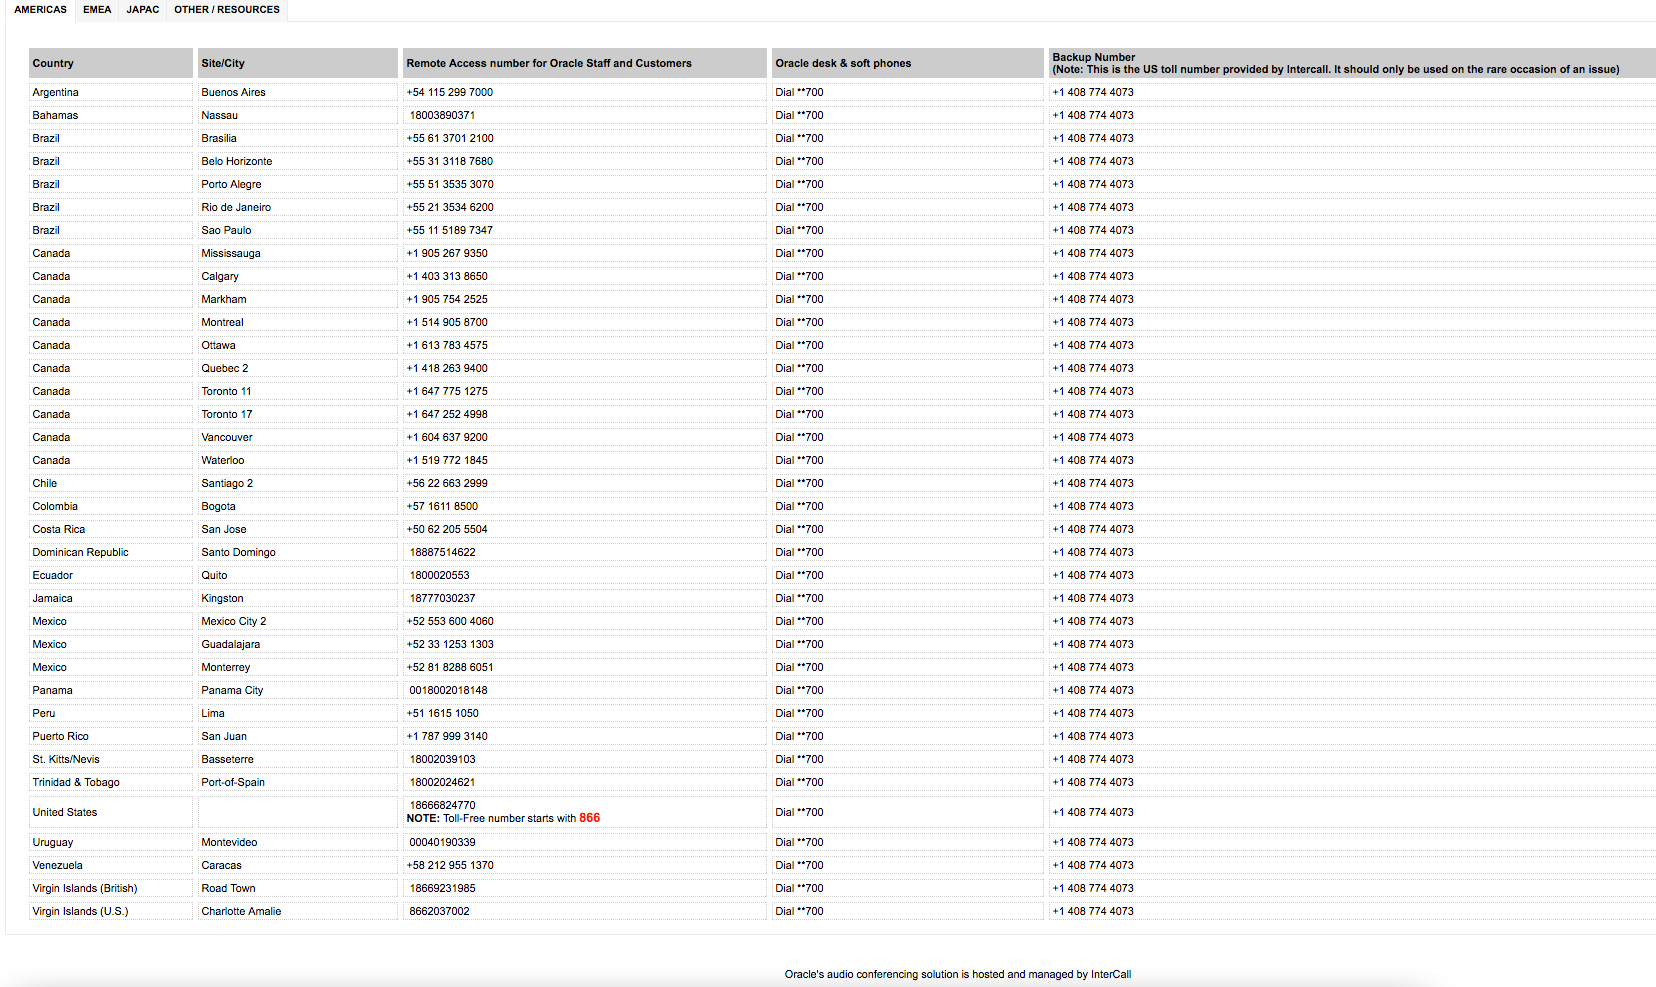 AMERICAS EMEA JAPAC OTHER / RESOURCES
Country Site/City Remote Access number for Oracle Staff and Customers Oracle desk & soft phones Backup Number
(Note: This is the US toll number provided by Intercall. It should only be used on the rare occasion of an issue)
Argentina Buenos Aires +54 115 299 7000 Dial **700 +1 408 774 4073
Bahamas Nassau 18003890371 Dial **700 +1 408 774 4073
Brazil Brasilia +55 61 3701 2100 Dial **700 +1 408 774 4073
Brazil Belo Horizonte +55 31 3118 7680 Dial **700 +1 408 774 4073
Brazil Porto Alegre +55 51 3535 3070 Dial **700 +1 408 774 4073
Brazil Rio de Janeiro +55 21 3534 6200 Dial **700 +1 408 774 4073
Brazil Sao Paulo +55 11 5189 7347 Dial **700 +1 408 774 4073
Canada Mississauga +1 905 267 9350 Dial **700 +1 408 774 4073
Canada Calgary +1 403 313 8650 Dial **700 +1 408 774 4073
Canada Markham +1 905 754 2525 Dial **700 +1 408 774 4073
Canada Montreal +1 514 905 8700 Dial **700 +1 408 774 4073
Canada Ottawa +1 613 783 4575 Dial **700 +1 408 774 4073
Canada Quebec 2 +1 418 263 9400 Dial **700 +1 408 774 4073
Canada Toronto 11 +1 647 775 1275 Dial **700 +1 408 774 4073
Canada Toronto 17 +1 647 252 4998 Dial **700 +1 408 774 4073
Canada Vancouver +1 604 637 9200 Dial **700 +1 408 774 4073
Canada Waterloo +1 519 772 1845 Dial **700 +1 408 774 4073
Chile Santiago 2 +56 22 663 2999 Dial **700 +1 408 774 4073
Colombia Bogota +57 1611 8500 Dial **700 +1 408 774 4073
Costa Rica San Jose +50 62 205 5504 Dial **700 +1 408 774 4073
Dominican Republic Santo Domingo 18887514622 Dial **700 +1 408 774 4073
Ecuador Quito 1800020553 Dial **700 +1 408 774 4073
Jamaica Kingston 18777030237 Dial **700 +1 408 774 4073
Mexico Mexico City 2 +52 553 600 4060 Dial **700 +1 408 774 4073
Mexico Guadalajara +52 33 1253 1303 Dial **700 +1 408 774 4073
Mexico Monterrey +52 81 8288 6051 Dial **700 +1 408 774 4073
Panama Panama City 0018002018148 Dial **700 +1 408 774 4073
Peru Lima +51 1615 1050 Dial **700 +1 408 774 4073
Puerto Rico San Juan +1 787 999 3140 Dial **700 +1 408 774 4073
St. Kitts/Nevis Basseterre 18002039103 Dial **700 +1 408 774 4073
Trinidad & Tobago Port-of-Spain 18002024621 Dial **700 +1 408 774 4073
United States 18666824770 Dial **700 +1 408 774 4073
NOTE: Toll-Free number starts with 866
Uruguay Montevideo 00040190339 Dial **700 +1 408 774 4073
Venezuela Caracas +58 212 955 1370 Dial **700 +1 408 774 4073
Virgin Islands (British) Road Town 18669231985 Dial **700 +1 408 774 4073
Virgin Islands (U.S.) Charlotte Amalie 8662037002 Dial **700 +1 408 774 4073
Oracle's audio conferencing solution is hosted and managed by InterCall